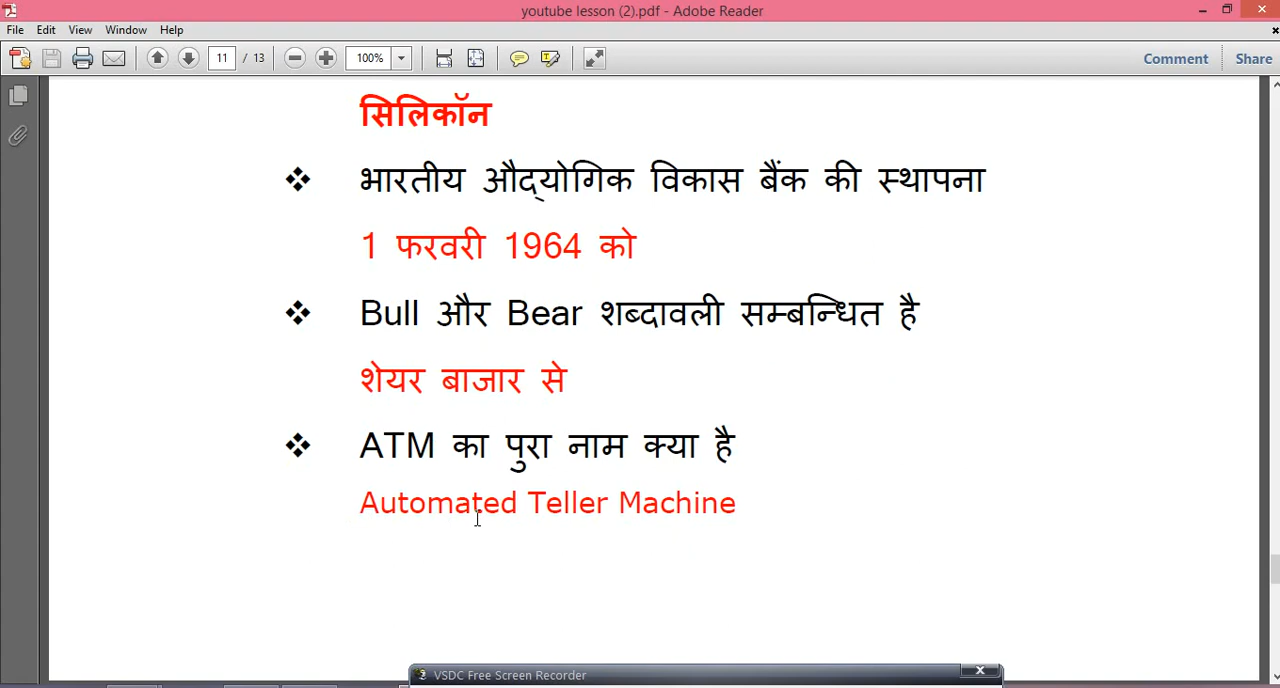 youtube lesson (2).pdf - Adobe Reader
File Edit View Window Help
11 / 13 100% Comment Share
सिलिकॉन
❖ भारतीय औद्योगिक विकास बैंक की स्थापना
1 फरवरी 1964 को
❖ Bull और Bear शब्दावली सम्बन्धित है
शेयर बाजार से
❖ ATM का पुरा नाम क्या है
Automated Teller Machine
VSDC Free Screen Recorder